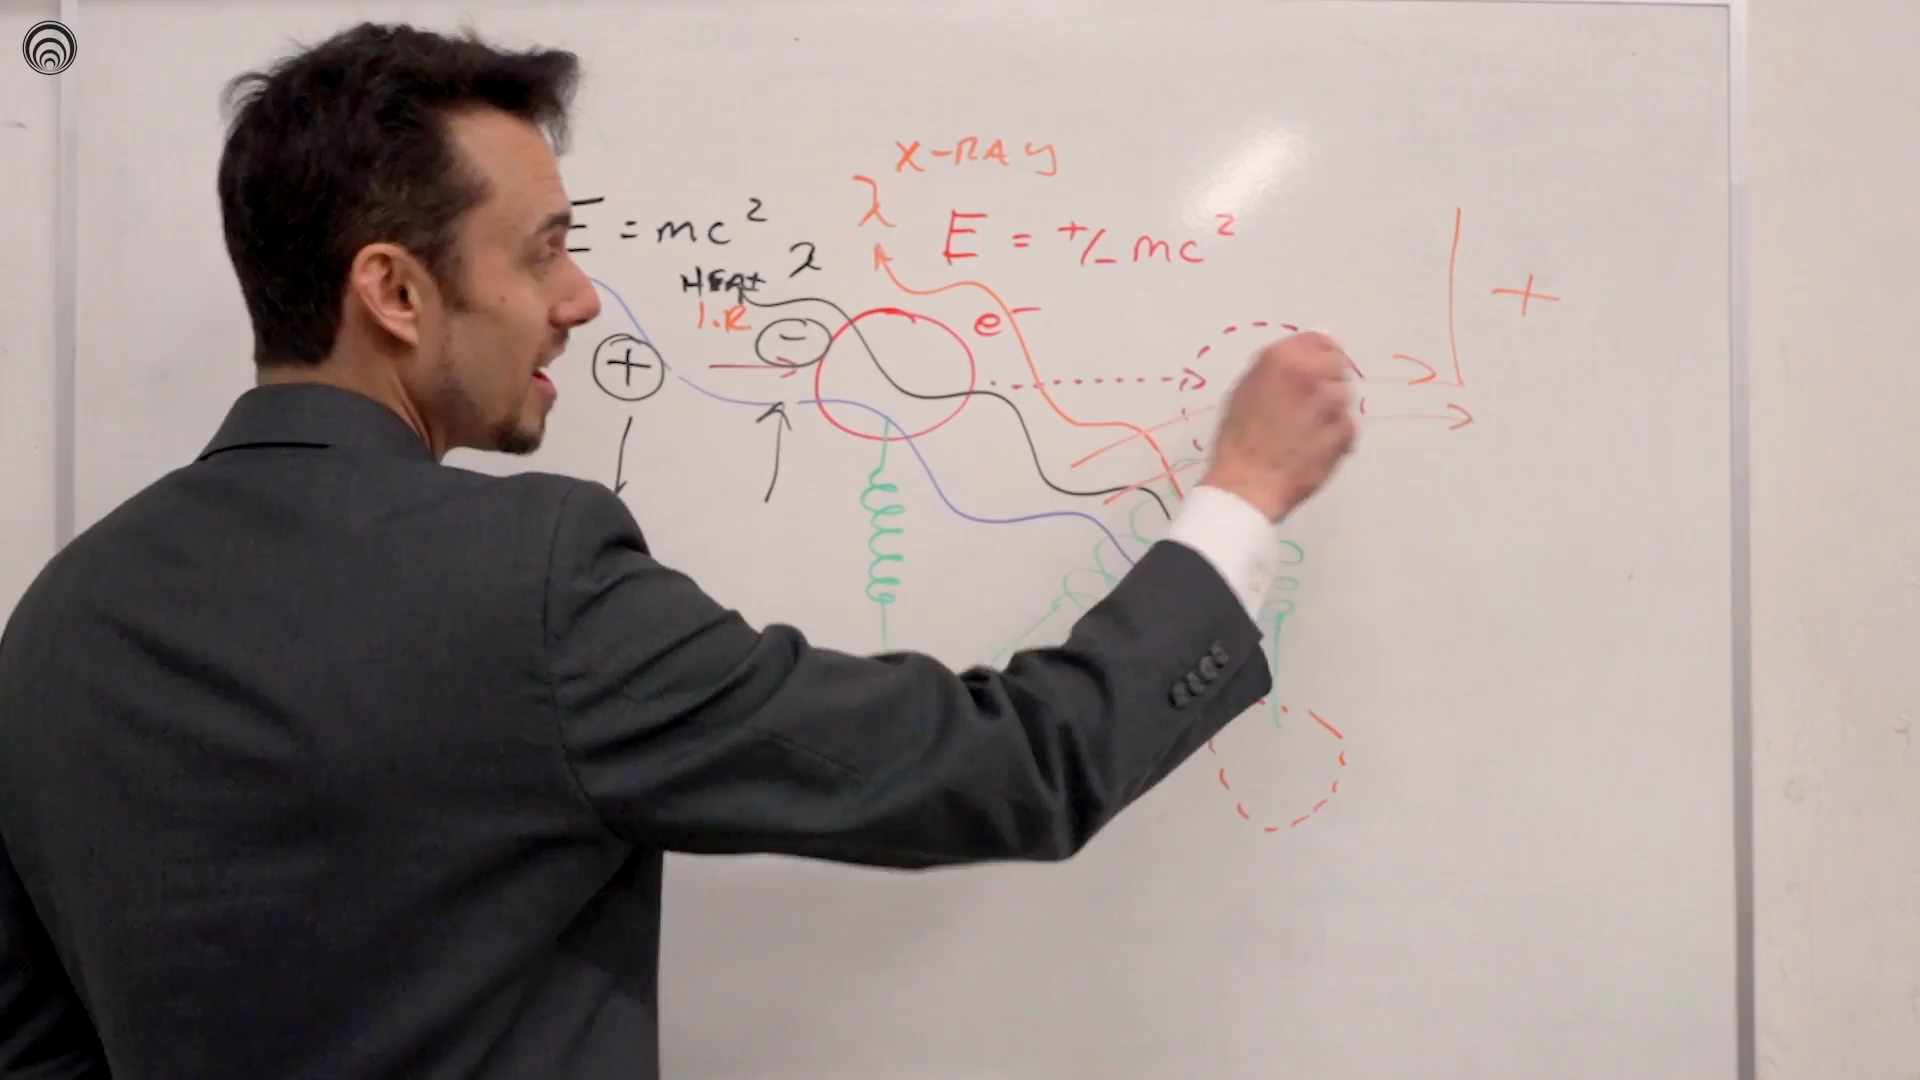 X-RAY
λ
E = mc²
E = +/- mc²
λ
HEAT
I.R
e⁻
-
+
+